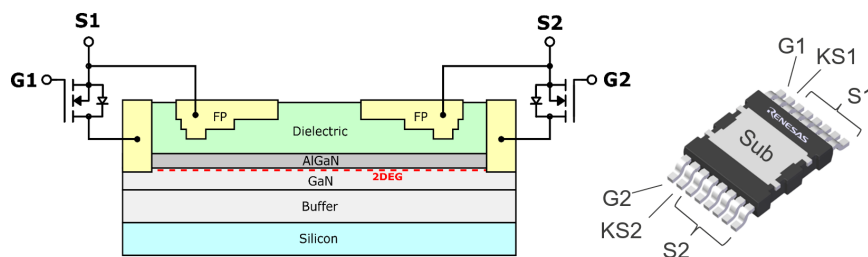 S1
S2
G1
G2
FP
FP
Dielectric
AlGaN
2DEG
GaN
Buffer
Silicon
G1
KS1
S1
RENESAS
Sub
G2
KS2
S2